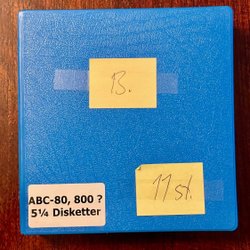 B.
11 st.
ABC-80, 800 ?
5¼ Disketter